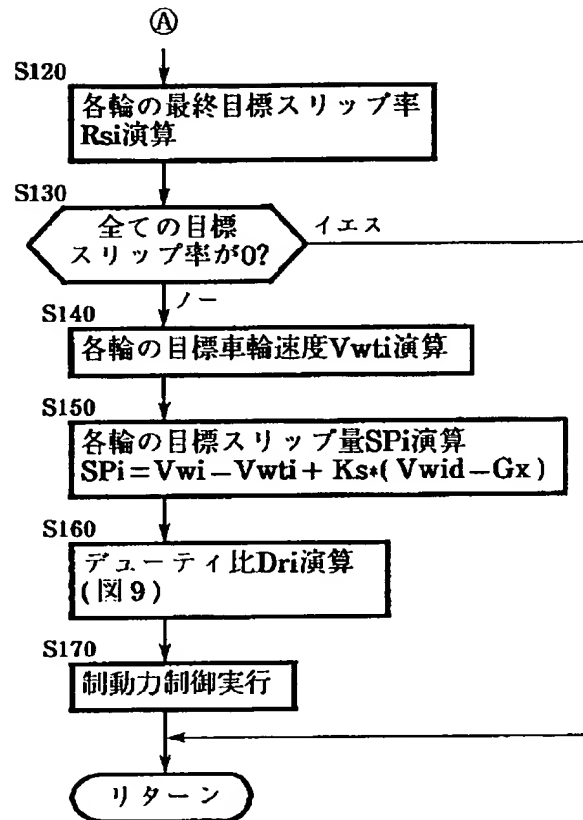 Ⓐ
S120
各輪の最終目標スリップ率
Rsi演算
S130
全ての目標
スリップ率が0?
イエス
ノー
S140
各輪の目標車輪速度Vwti演算
S150
各輪の目標スリップ量SPi演算
SPi=Vwi-Vwti+Ks*(Vwid-Gx)
S160
デューティ比Dri演算
(図9)
S170
制動力制御実行
リターン